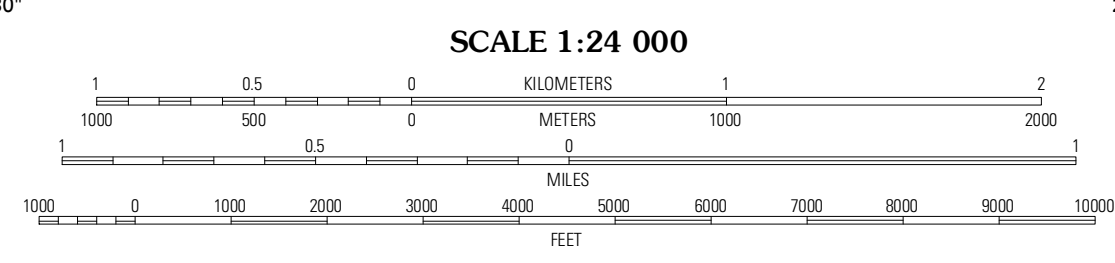 30"
SCALE 1:24 000
1 0.5 0 KILOMETERS 1 2
1000 500 0 METERS 1000 2000
1 0.5 0 1
MILES
1000 0 1000 2000 3000 4000 5000 6000 7000 8000 9000 10000
FEET